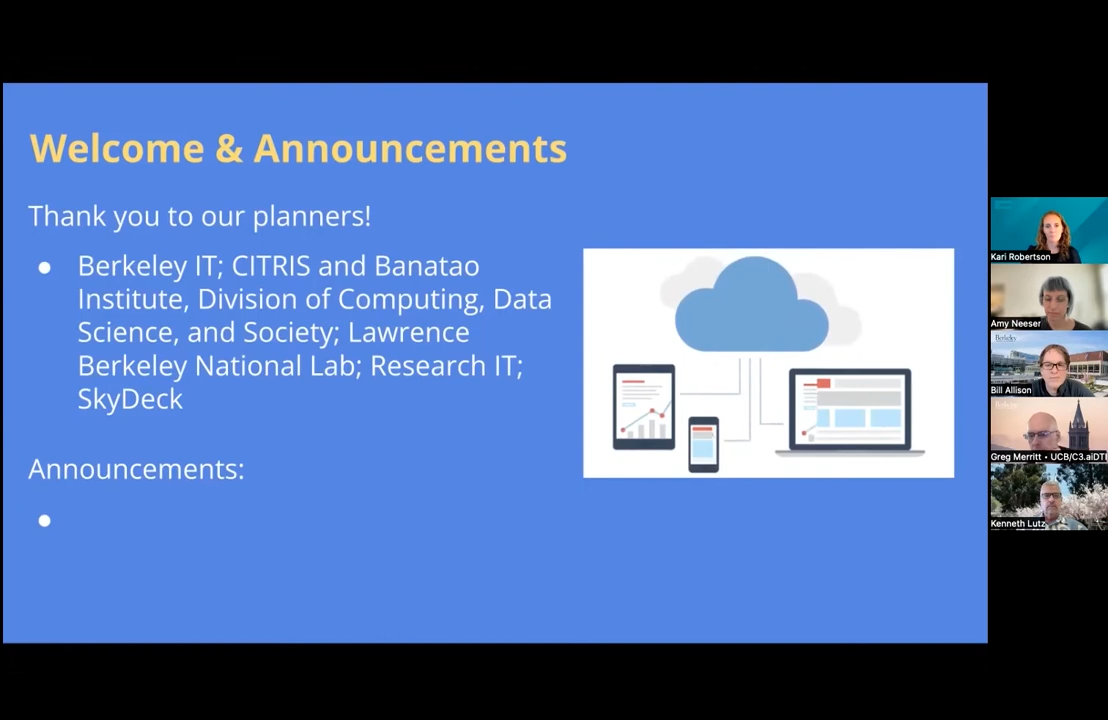 Welcome & Announcements
Thank you to our planners!
● Berkeley IT; CITRIS and Banatao
Institute, Division of Computing, Data
Science, and Society; Lawrence
Berkeley National Lab; Research IT;
SkyDeck
Announcements:
●
Kari Robertson
Amy Neeser
Berkeley
Bill Allison
Berkeley
Greg Merritt • UCB/C3.aiDTI
Kenneth Lutz